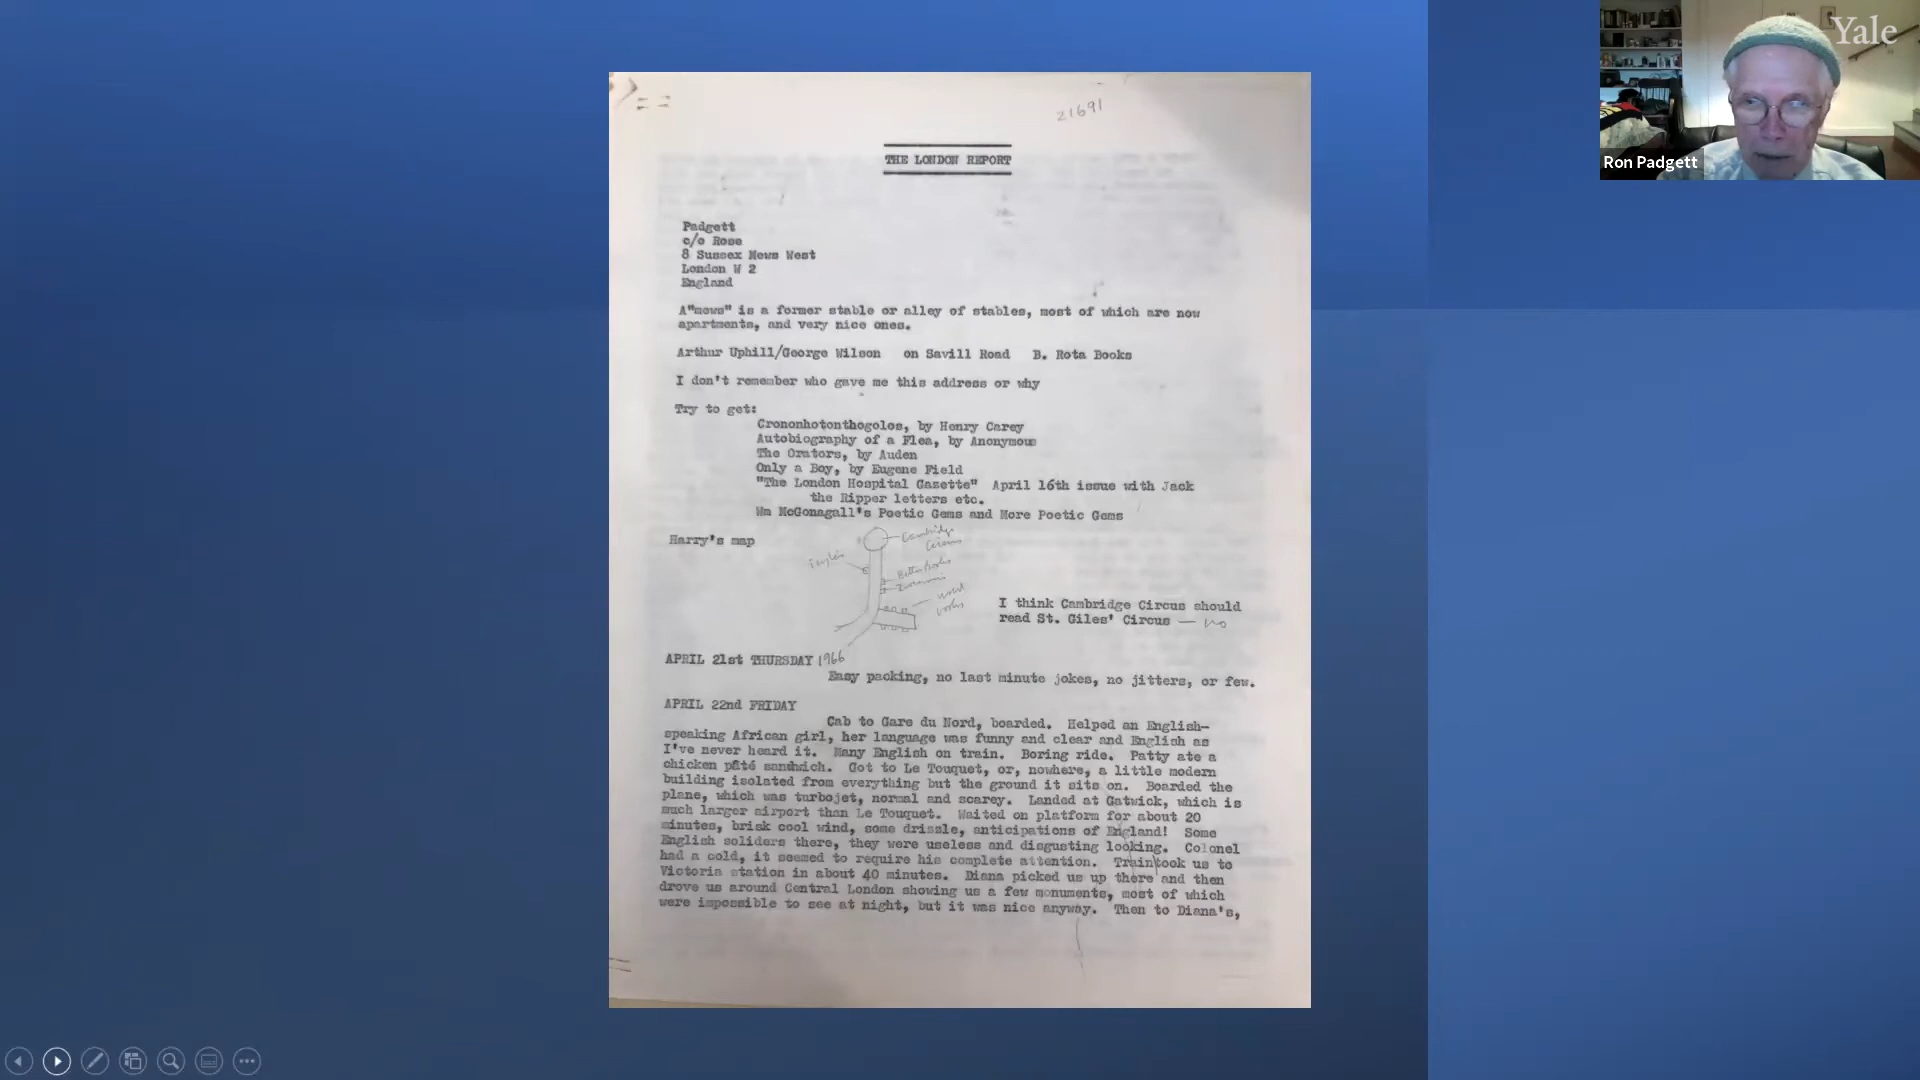 Yale
Ron Padgett
21691
THE LONDON REPORT
Padgett
c/o Rose
8 Sussex Mews West
London W 2
England
A"mews" is a former stable or alley of stables, most of which are now
apartments, and very nice ones.
Arthur Uphill/George Wilson on Savill Road B. Rota Books
I don't remember who gave me this address or why
Try to get:
Crononhotonthogolos, by Henry Carey
Autobiography of a Flea, by Anonymous
The Orators, by Auden
Only a Boy, by Eugene Field
"The London Hospital Gazette" April 16th issue with Jack
the Ripper letters etc.
Wm McGonagall's Poetic Gems and More Poetic Gems
Harry's map
Cambridge
Circus
Foyles
Better Books
I think Cambridge Circus should
read St. Giles' Circus — no
APRIL 21st THURSDAY 1966
Easy packing, no last minute jokes, no jitters, or few.
APRIL 22nd FRIDAY
Cab to Gare du Nord, boarded. Helped an English-
speaking African girl, her language was funny and clear and English as
I've never heard it. Many English on train. Boring ride. Patty ate a
chicken pâté sandwich. Got to Le Touquet, or, nowhere, a little modern
building isolated from everything but the ground it sits on. Boarded the
plane, which was turbojet, normal and scarey. Landed at Gatwick, which is
much larger airport than Le Touquet. Waited on platform for about 20
minutes, brisk cool wind, some drizzle, anticipations of England! Some
English soliders there, they were useless and disgusting looking. Colonel
had a cold, it seemed to require his complete attention. Train took us to
Victoria station in about 40 minutes. Diana picked us up there and then
drove us around Central London showing us a few monuments, most of which
were impossible to see at night, but it was nice anyway. Then to Diana's,